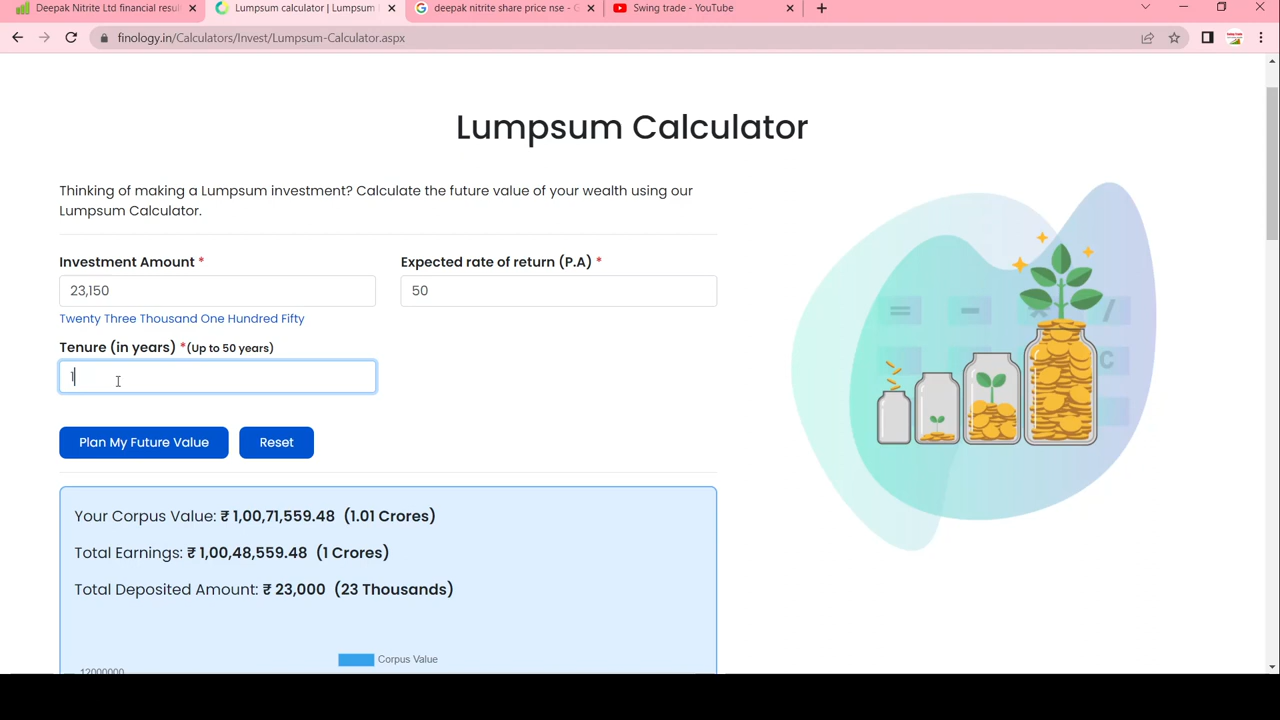 Deepak Nitrite Ltd financial resul
Lumpsum calculator | Lumpsum
deepak nitrite share price nse - G
Swing trade - YouTube
finology.in/Calculators/Invest/Lumpsum-Calculator.aspx
Lumpsum Calculator
Thinking of making a Lumpsum investment? Calculate the future value of your wealth using our
Lumpsum Calculator.
Investment Amount *
Expected rate of return (P.A) *
23,150
50
Twenty Three Thousand One Hundred Fifty
Tenure (in years) *(Up to 50 years)
1
Plan My Future Value
Reset
Your Corpus Value: ₹ 1,00,71,559.48 (1.01 Crores)
Total Earnings: ₹ 1,00,48,559.48 (1 Crores)
Total Deposited Amount: ₹ 23,000 (23 Thousands)
Corpus Value
12000000
C